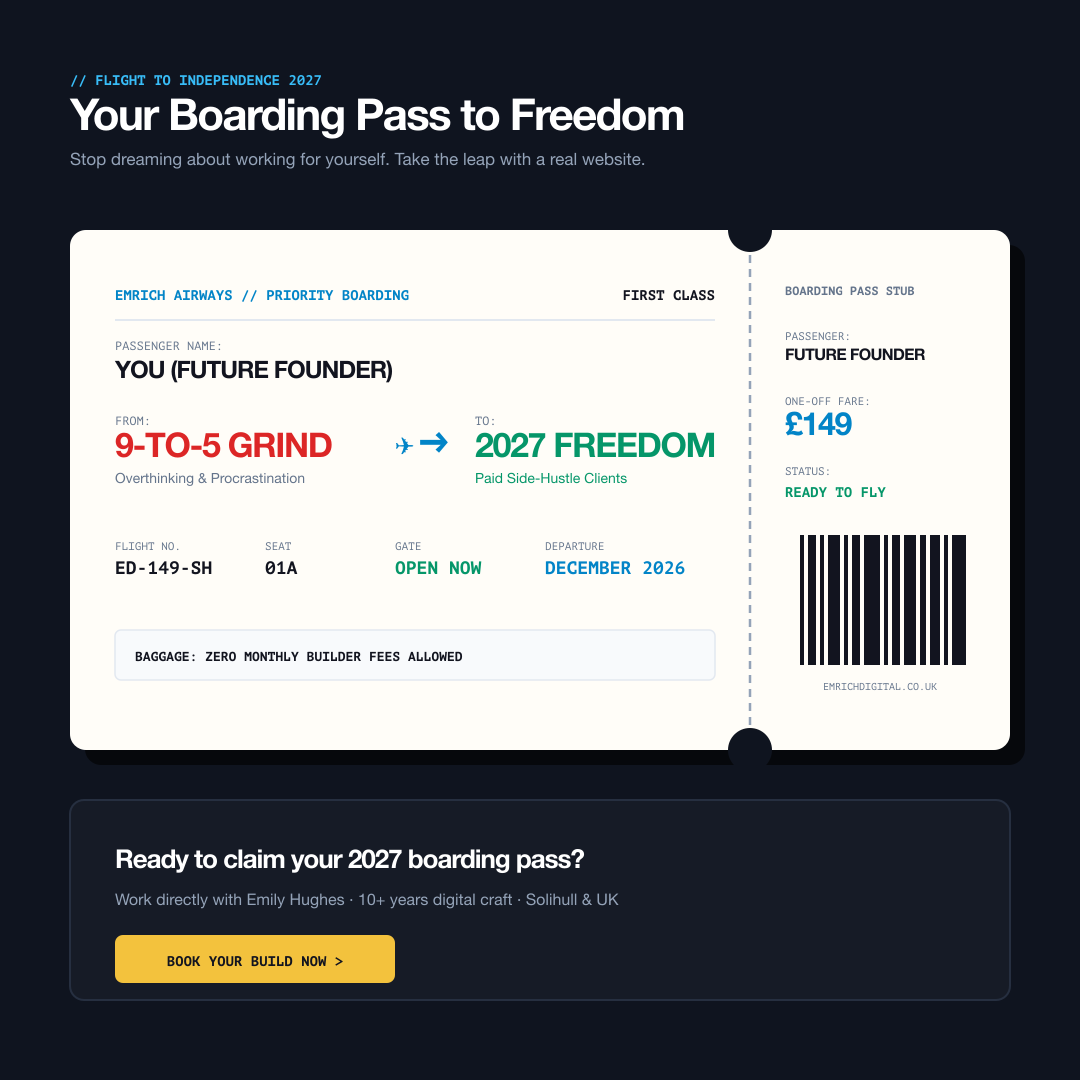 // FLIGHT TO INDEPENDENCE 2027
Your Boarding Pass to Freedom
Stop dreaming about working for yourself. Take the leap with a real website.
EMRICH AIRWAYS // PRIORITY BOARDING
FIRST CLASS
PASSENGER NAME:
YOU (FUTURE FOUNDER)
FROM:
9-TO-5 GRIND
Overthinking & Procrastination
✈→
TO:
2027 FREEDOM
Paid Side-Hustle Clients
FLIGHT NO.
ED-149-SH
SEAT
01A
GATE
OPEN NOW
DEPARTURE
DECEMBER 2026
BAGGAGE: ZERO MONTHLY BUILDER FEES ALLOWED
BOARDING PASS STUB
PASSENGER:
FUTURE FOUNDER
ONE-OFF FARE:
£149
STATUS:
READY TO FLY
EMRICHDIGITAL.CO.UK
Ready to claim your 2027 boarding pass?
Work directly with Emily Hughes · 10+ years digital craft · Solihull & UK
BOOK YOUR BUILD NOW >